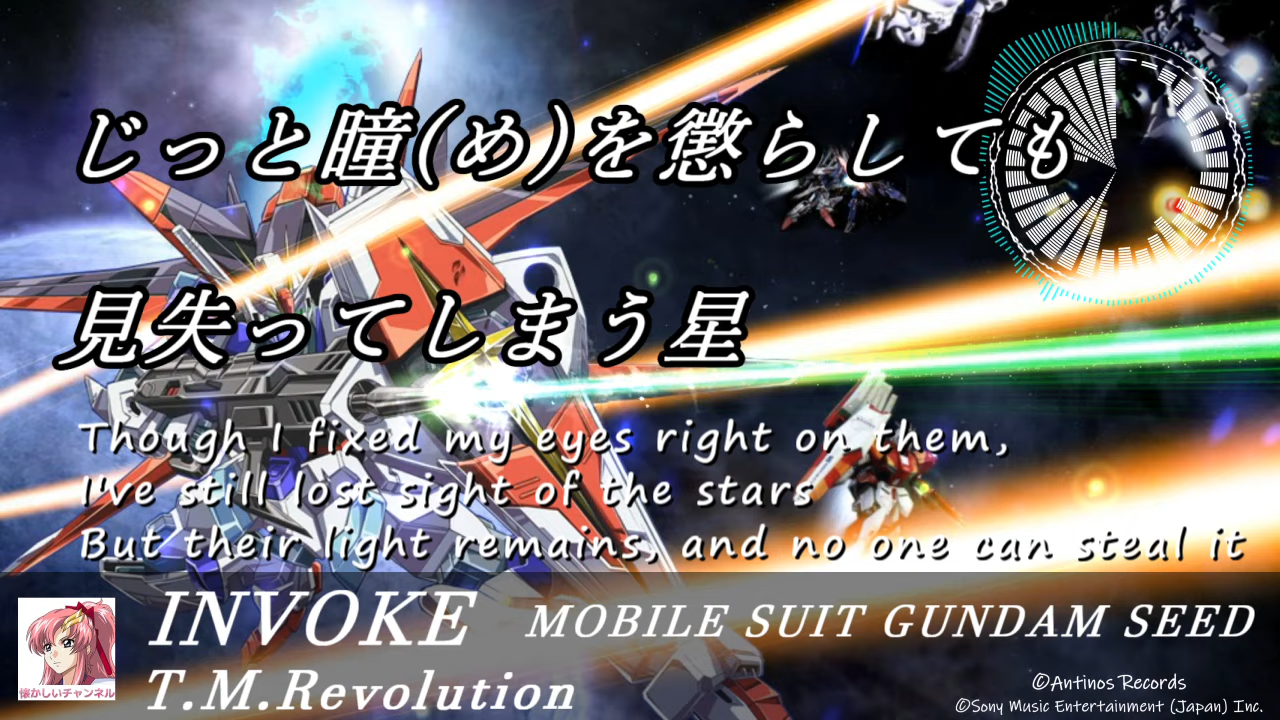 じっと瞳(め)を懲らしても
見失ってしまう星
Though I fixed my eyes right on them,
I've still lost sight of the stars
But their light remains, and no one can steal it
INVOKE MOBILE SUIT GUNDAM SEED
T.M.Revolution
懐かしいチャンネル
©Antinos Records
©Sony Music Entertainment (Japan) Inc.